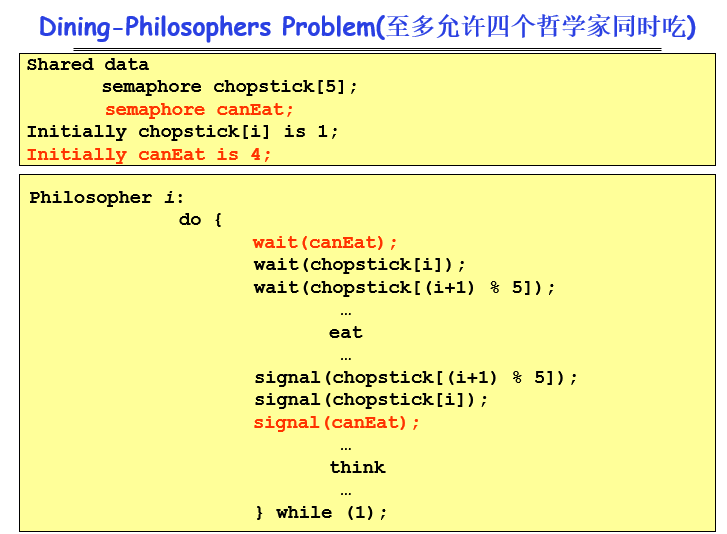 Dining-Philosophers Problem(至多允许四个哲学家同时吃)
Shared data
semaphore chopstick[5];
semaphore canEat;
Initially chopstick[i] is 1;
Initially canEat is 4;
Philosopher i:
do {
wait(canEat);
wait(chopstick[i]);
wait(chopstick[(i+1) % 5]);
…
eat
…
signal(chopstick[(i+1) % 5]);
signal(chopstick[i]);
signal(canEat);
…
think
…
} while (1);